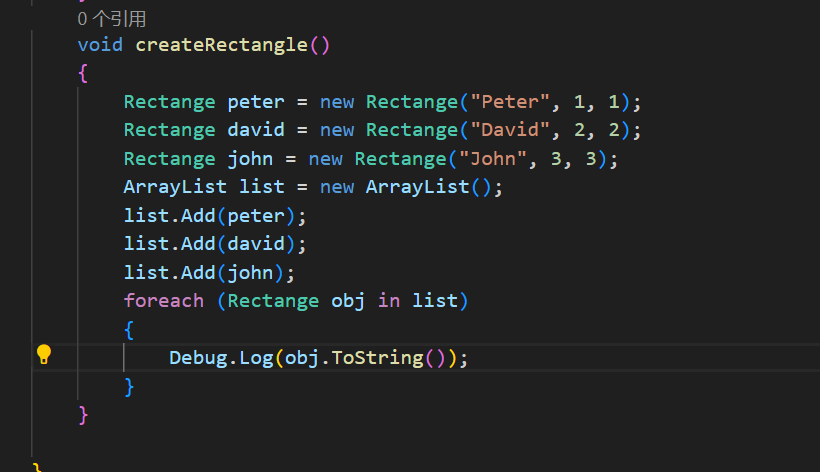 0 个引用
void createRectangle()
{
Rectange peter = new Rectange("Peter", 1, 1);
Rectange david = new Rectange("David", 2, 2);
Rectange john = new Rectange("John", 3, 3);
ArrayList list = new ArrayList();
list.Add(peter);
list.Add(david);
list.Add(john);
foreach (Rectange obj in list)
{
Debug.Log(obj.ToString());
}
}
}